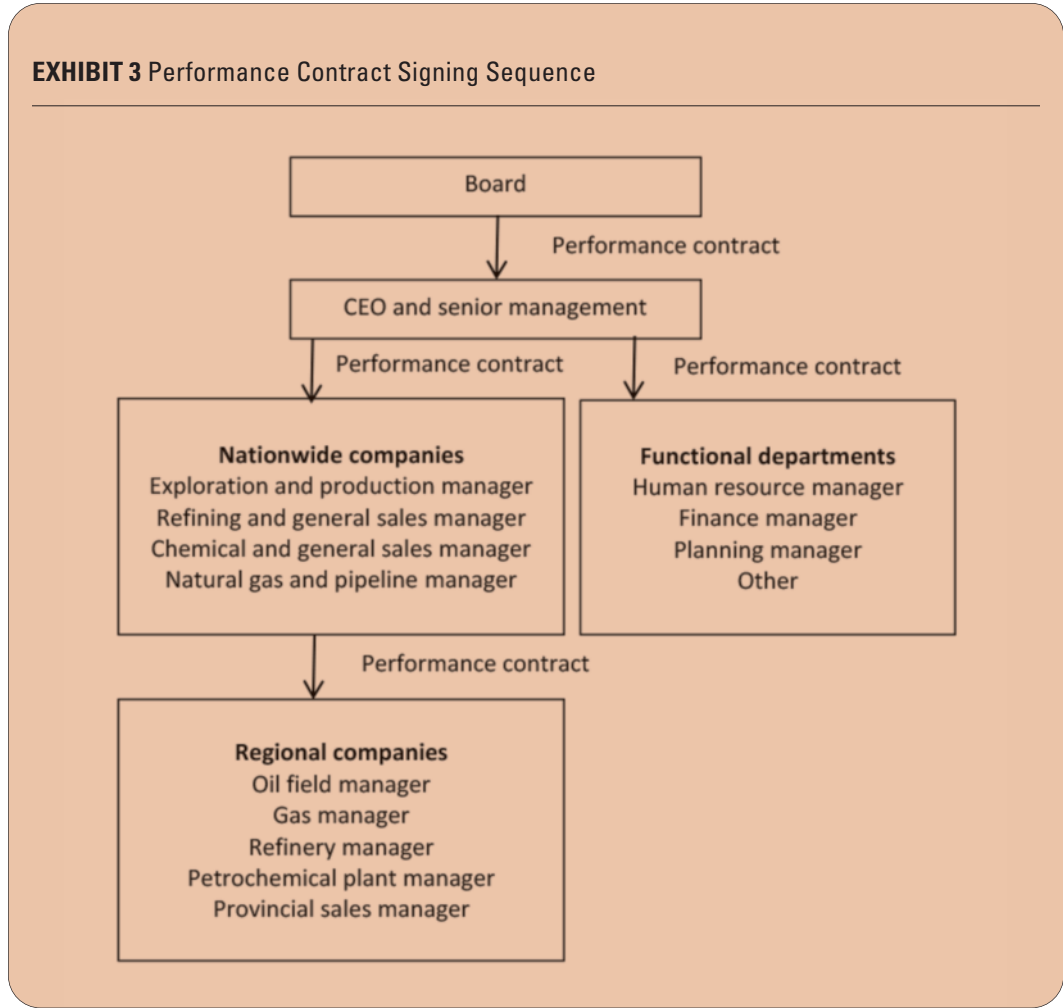 EXHIBIT 3 Performance Contract Signing Sequence
Board
Performance contract
CEO and senior management
Performance contract
Performance contract
Nationwide companies
Exploration and production manager
Refining and general sales manager
Chemical and general sales manager
Natural gas and pipeline manager
Functional departments
Human resource manager
Finance manager
Planning manager
Other
Performance contract
Regional companies
Oil field manager
Gas manager
Refinery manager
Petrochemical plant manager
Provincial sales manager